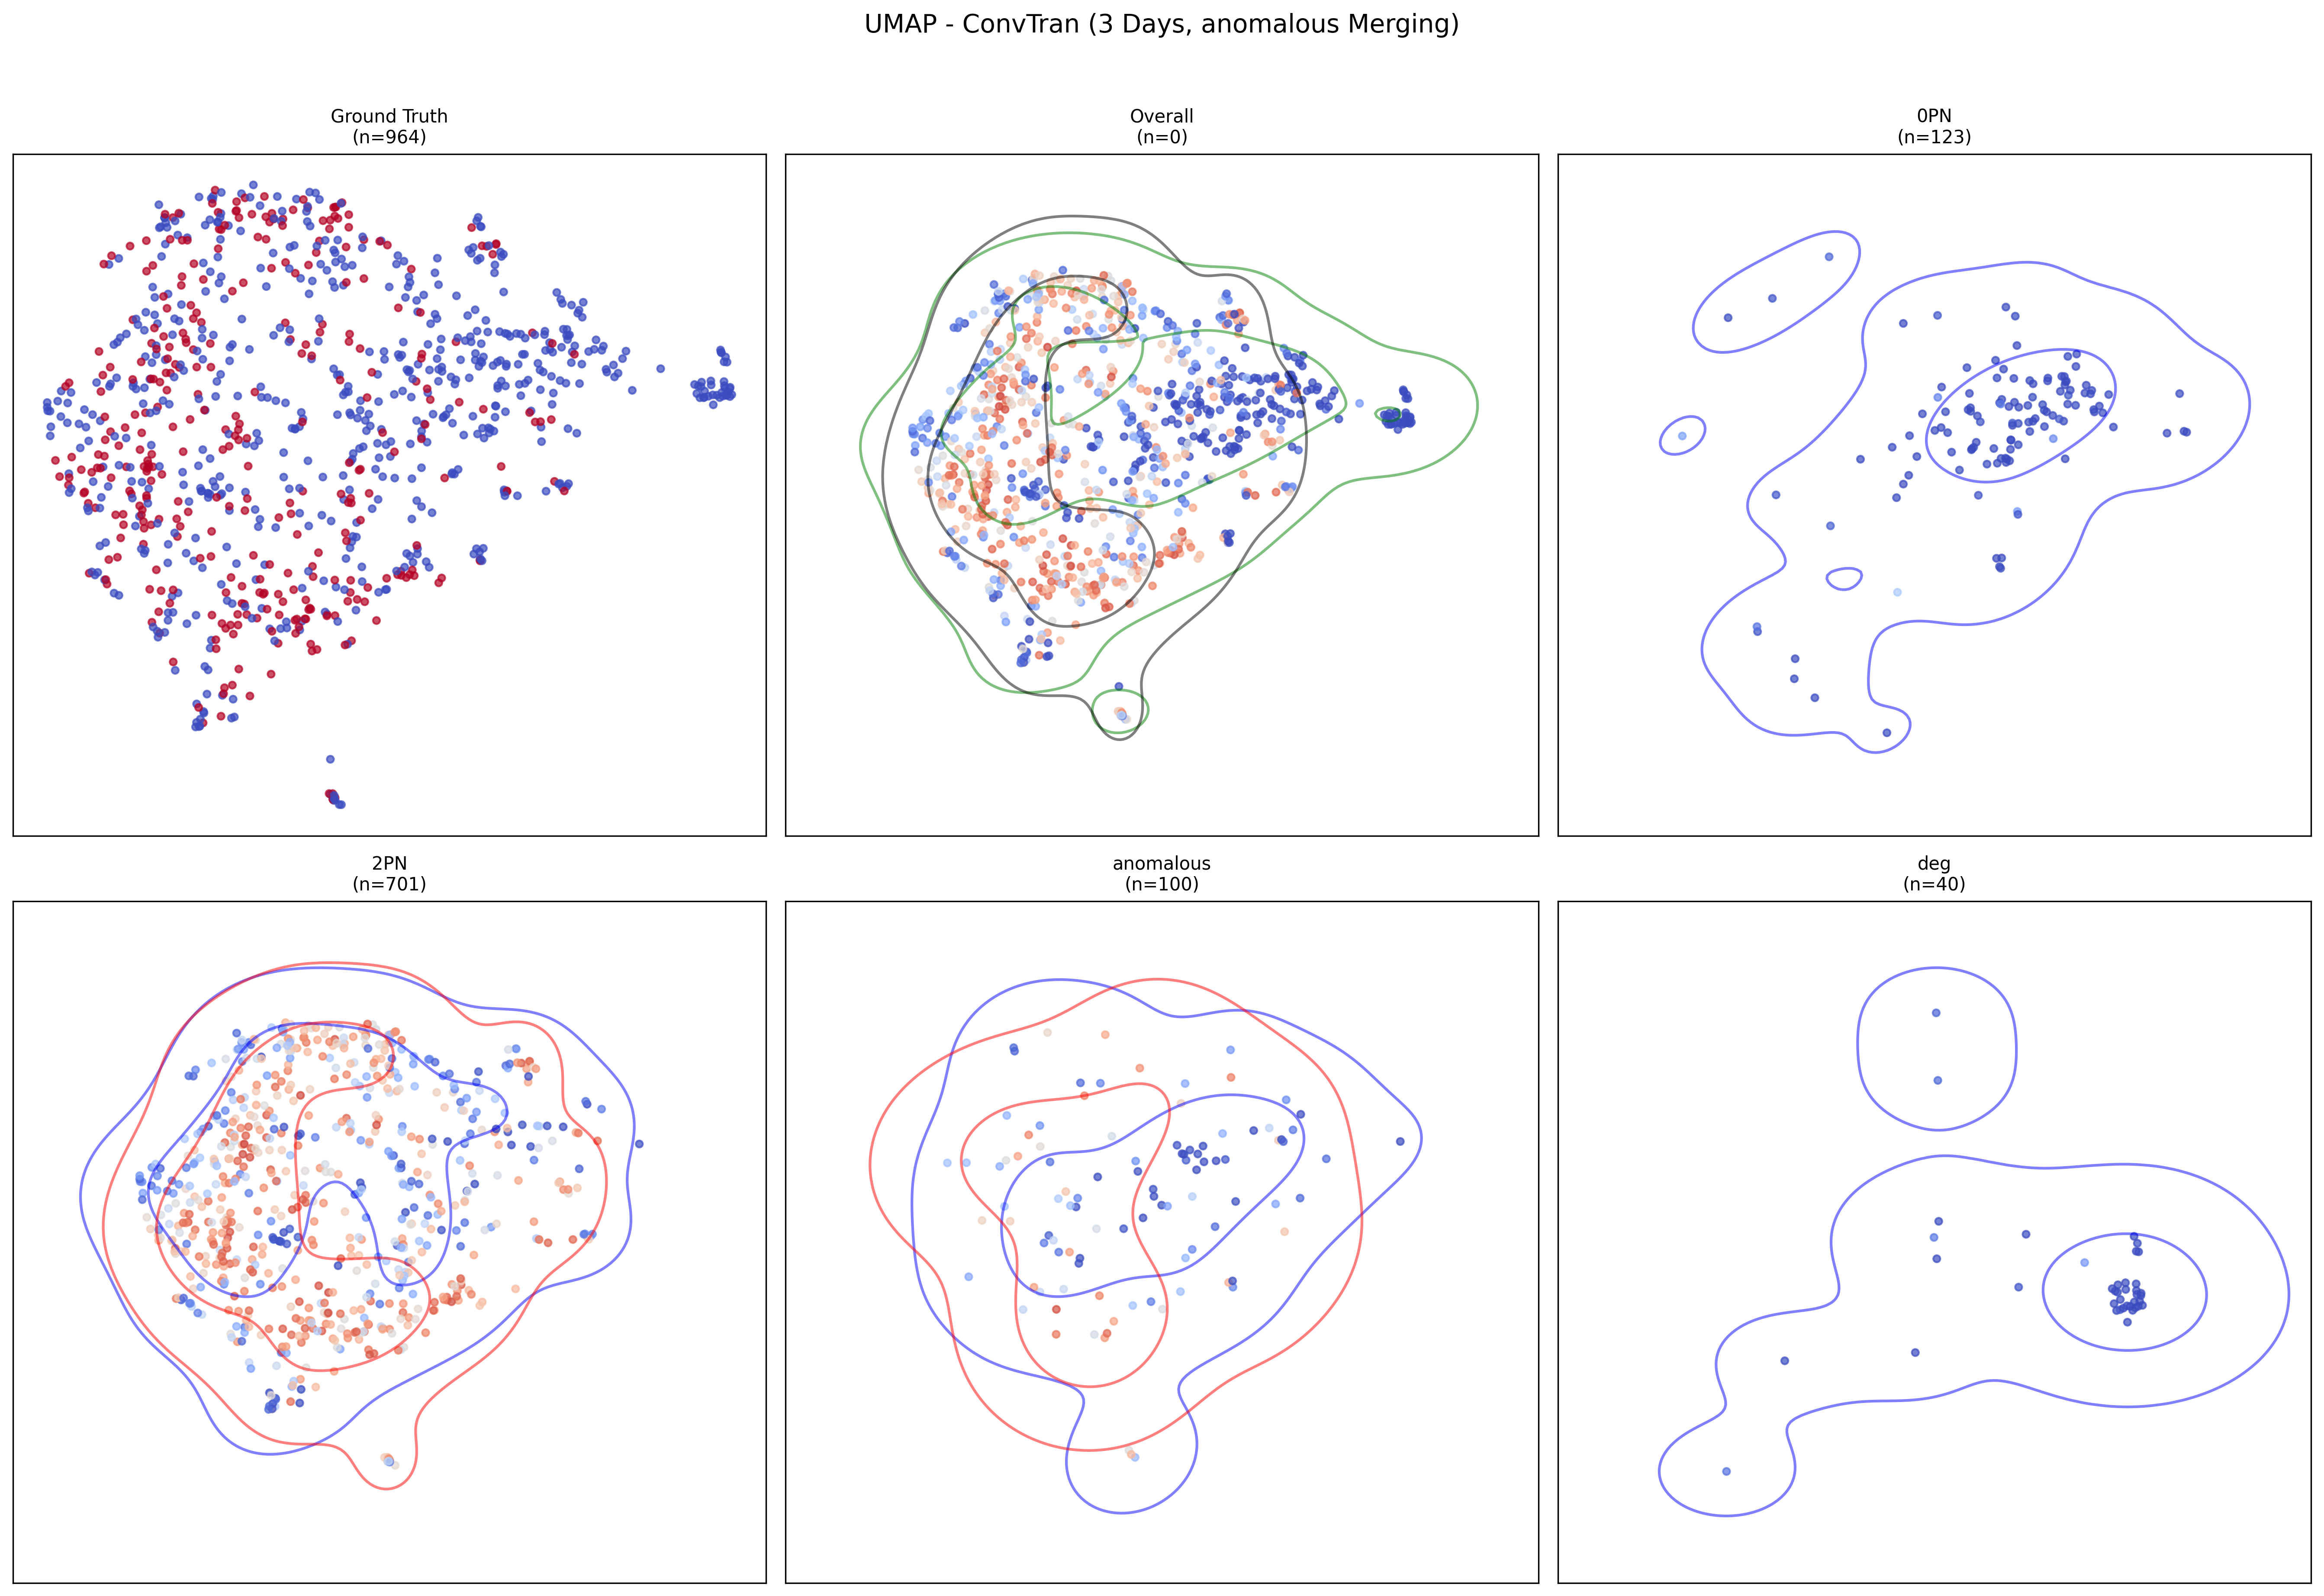 UMAP - ConvTran (3 Days, anomalous Merging)
Ground Truth
(n=964)
Overall
(n=0)
0PN
(n=123)
2PN
(n=701)
anomalous
(n=100)
deg
(n=40)